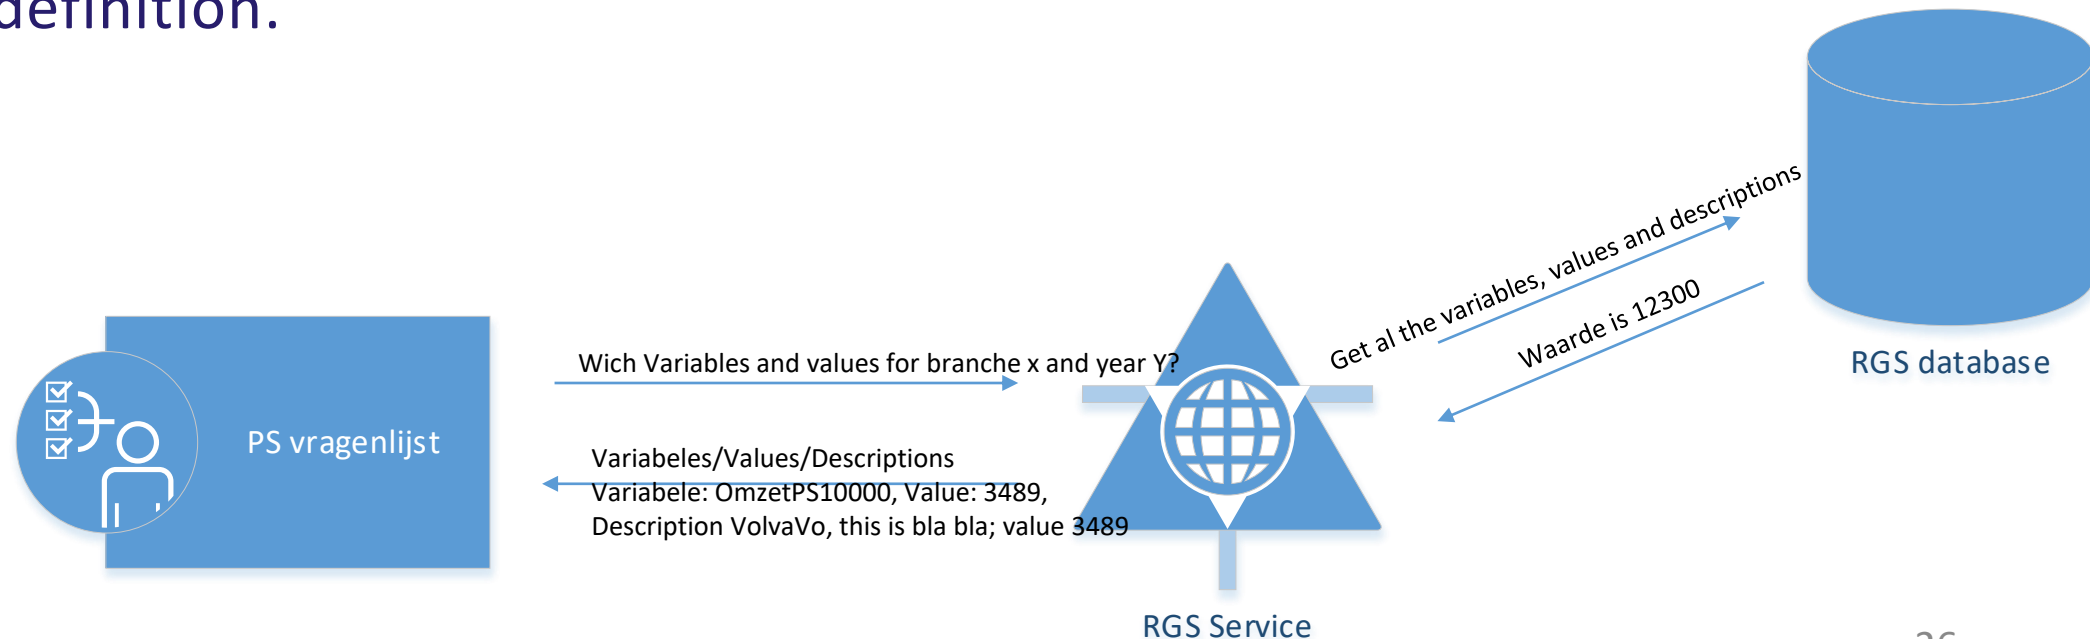 definition.
Get al the variables, values and descriptions
Waarde is 12300
RGS database
Wich Variables and values for branche x and year Y?
PS vragenlijst
Variabeles/Values/Descriptions
Variabele: OmzetPS10000, Value: 3489,
Description VolvaVo, this is bla bla; value 3489
RGS Service